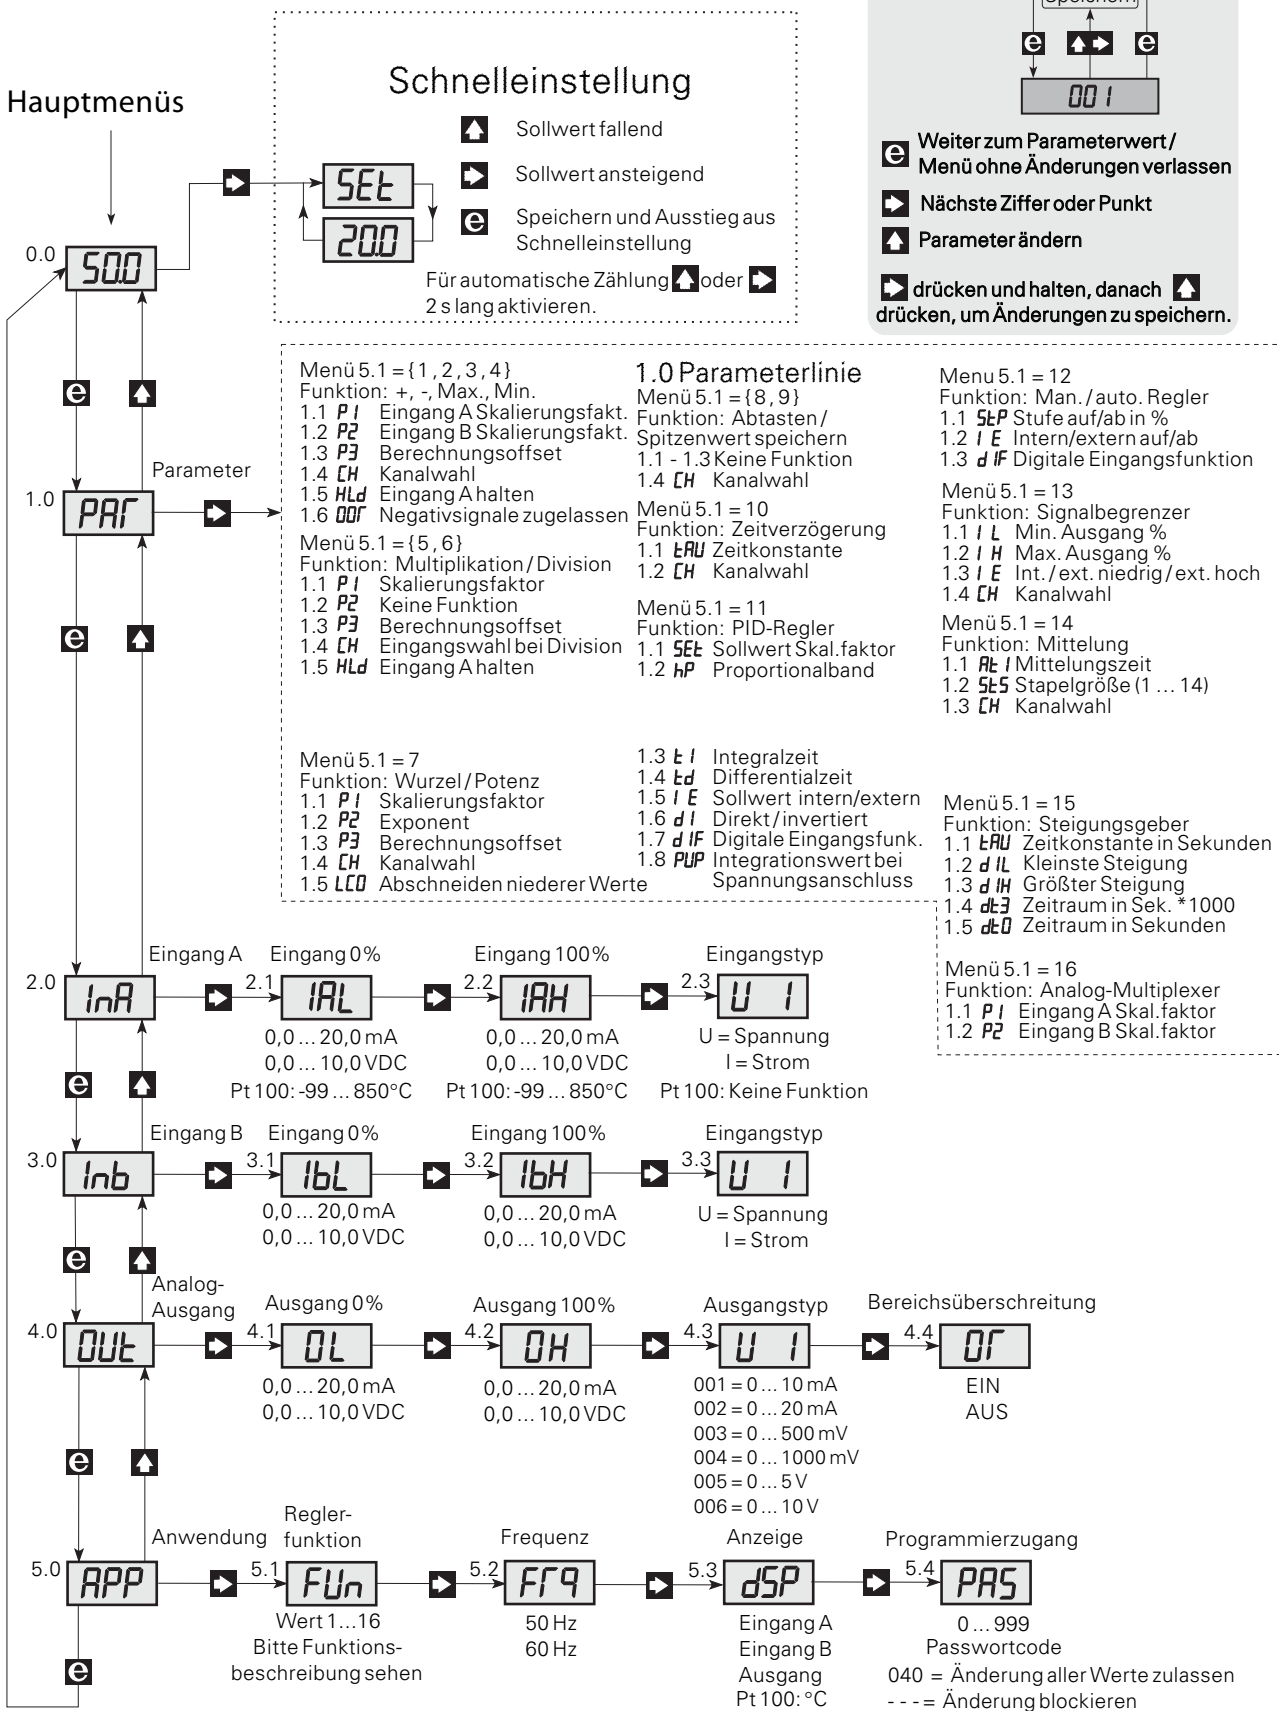 Speichern
e
e
001
Schnelleinstellung
Hauptmenüs
Sollwert fallend
Sollwert ansteigend
e Speichern und Ausstieg aus
Schnelleinstellung
SEt
20.0
Für automatische Zählung oder
2 s lang aktivieren.
e Weiter zum Parameterwert /
Menü ohne Änderungen verlassen
Nächste Ziffer oder Punkt
Parameter ändern
drücken und halten, danach
drücken, um Änderungen zu speichern.
0.0 50.0
e
Menü 5.1 = {1, 2, 3, 4}
Funktion: +, -, Max., Min.
1.1 P1 Eingang A Skalierungsfakt.
1.2 P2 Eingang B Skalierungsfakt.
1.3 P3 Berechnungsoffset
1.4 CH Kanalwahl
1.5 HLd Eingang A halten
1.6 OOr Negativsignale zugelassen
Menü 5.1 = {5, 6}
Funktion: Multiplikation / Division
1.1 P1 Skalierungsfaktor
1.2 P2 Keine Funktion
1.3 P3 Berechnungsoffset
1.4 CH Eingangswahl bei Division
1.5 HLd Eingang A halten
Menü 5.1 = 7
Funktion: Wurzel / Potenz
1.1 P1 Skalierungsfaktor
1.2 P2 Exponent
1.3 P3 Berechnungsoffset
1.4 CH Kanalwahl
1.5 LCO Abschneiden niederer Werte
1.0 Parameterlinie
Menü 5.1 = {8, 9}
Funktion: Abtasten /
Spitzenwert speichern
1.1 - 1.3 Keine Funktion
1.4 CH Kanalwahl
Menü 5.1 = 10
Funktion: Zeitverzögerung
1.1 tAU Zeitkonstante
1.2 CH Kanalwahl
Menü 5.1 = 11
Funktion: PID-Regler
1.1 SEt Sollwert Skal.faktor
1.2 hP Proportionalband
1.3 tI Integralzeit
1.4 td Differentialzeit
1.5 I E Sollwert intern/extern
1.6 dI Direkt / invertiert
1.7 dIF Digitale Eingangsfunk.
1.8 PUP Integrationswert bei
Spannungsanschluss
Menu 5.1 = 12
Funktion: Man. / auto. Regler
1.1 StP Stufe auf/ab in %
1.2 I E Intern/extern auf/ab
1.3 dIF Digitale Eingangsfunktion
Menü 5.1 = 13
Funktion: Signalbegrenzer
1.1 I L Min. Ausgang %
1.2 I H Max. Ausgang %
1.3 I E Int. / ext. niedrig / ext. hoch
1.4 CH Kanalwahl
Menü 5.1 = 14
Funktion: Mittelung
1.1 At I Mittelungszeit
1.2 StS Stapelgröße (1 ... 14)
1.3 CH Kanalwahl
Menü 5.1 = 15
Funktion: Steigungsgeber
1.1 tAU Zeitkonstante in Sekunden
1.2 dIL Kleinste Steigung
1.3 dIH Größter Steigung
1.4 dt3 Zeitraum in Sek. *1000
1.5 dt0 Zeitraum in Sekunden
Menü 5.1 = 16
Funktion: Analog-Multiplexer
1.1 P1 Eingang A Skal.faktor
1.2 P2 Eingang B Skal.faktor
Parameter
1.0 PAr
e
Eingang A Eingang 0% Eingang 100% Eingangstyp
2.0 InA 2.1 IAL 2.2 IAH 2.3 U I
0,0 ... 20,0 mA 0,0 ... 20,0 mA U = Spannung
0,0 ... 10,0 VDC 0,0 ... 10,0 VDC I = Strom
Pt 100: -99 ... 850°C Pt 100: -99 ... 850°C Pt 100: Keine Funktion
e
Eingang B Eingang 0% Eingang 100% Eingangstyp
3.0 Inb 3.1 IbL 3.2 IbH 3.3 U I
0,0 ... 20,0 mA 0,0 ... 20,0 mA U = Spannung
0,0 ... 10,0 VDC 0,0 ... 10,0 VDC I = Strom
e
Analog-
Ausgang Ausgang 0% Ausgang 100% Ausgangstyp Bereichsüberschreitung
4.0 OUt 4.1 OL 4.2 OH 4.3 U I 4.4 Or
0,0 ... 20,0 mA 0,0 ... 20,0 mA 001 = 0 ... 10 mA EIN
0,0 ... 10,0 VDC 0,0 ... 10,0 VDC 002 = 0 ... 20 mA AUS
003 = 0 ... 500 mV
004 = 0 ... 1000 mV
005 = 0 ... 5 V
006 = 0 ... 10 V
e
Regler-
Anwendung funktion Frequenz Anzeige Programmierzugang
5.0 APP 5.1 FUn 5.2 Frq 5.3 dSP 5.4 PAS
Wert 1...16 50 Hz Eingang A 0 ... 999
Bitte Funktions- 60 Hz Eingang B Passwortcode
beschreibung sehen Ausgang 040 = Änderung aller Werte zulassen
Pt 100: °C - - - = Änderung blockieren
e